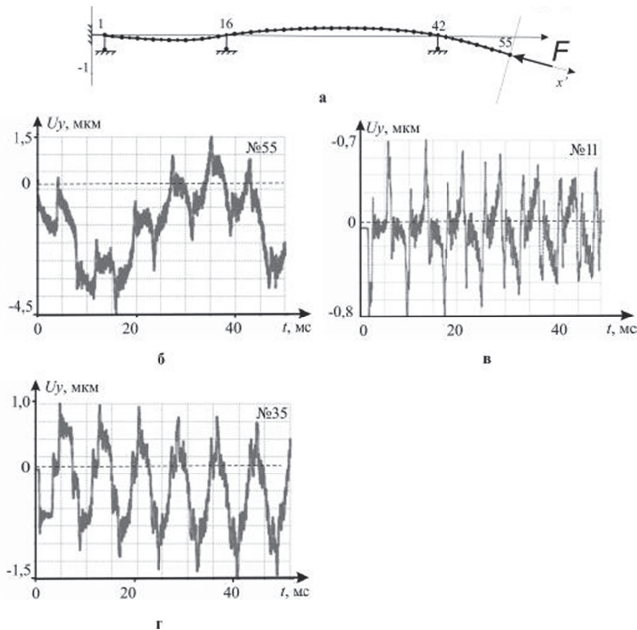 1 16 42
55
F
-1
x'
а
Uy, мкм Uy, мкм
1,5 №55 -0,7 №11
0 0
-4,5 -0,8
0 20 40 t, мс 0 20 40 t, мс
б в
Uy, мкм
1,0 №35
0
-1,5
0 20 40 t, мс
г